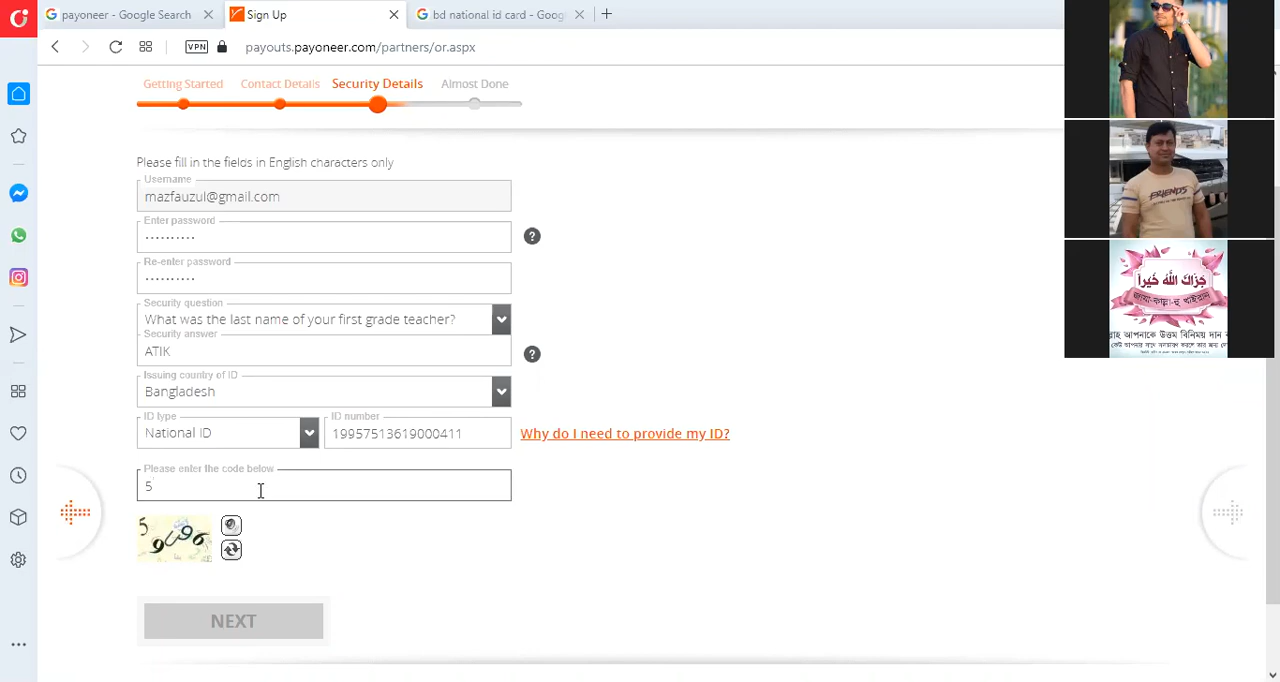 payoneer - Google Search
Sign Up
bd national id card - Goog
VPN
payouts.payoneer.com/partners/or.aspx
Getting Started
Contact Details
Security Details
Almost Done
Please fill in the fields in English characters only
Username
mazfauzul@gmail.com
Enter password
Re-enter password
Security question
What was the last name of your first grade teacher?
Security answer
ATIK
Issuing country of ID
Bangladesh
ID type
National ID
ID number
19957513619000411
Why do I need to provide my ID?
Please enter the code below
5
NEXT
FRIENDS
جَزَاكَ اللهُ خَيْرًا